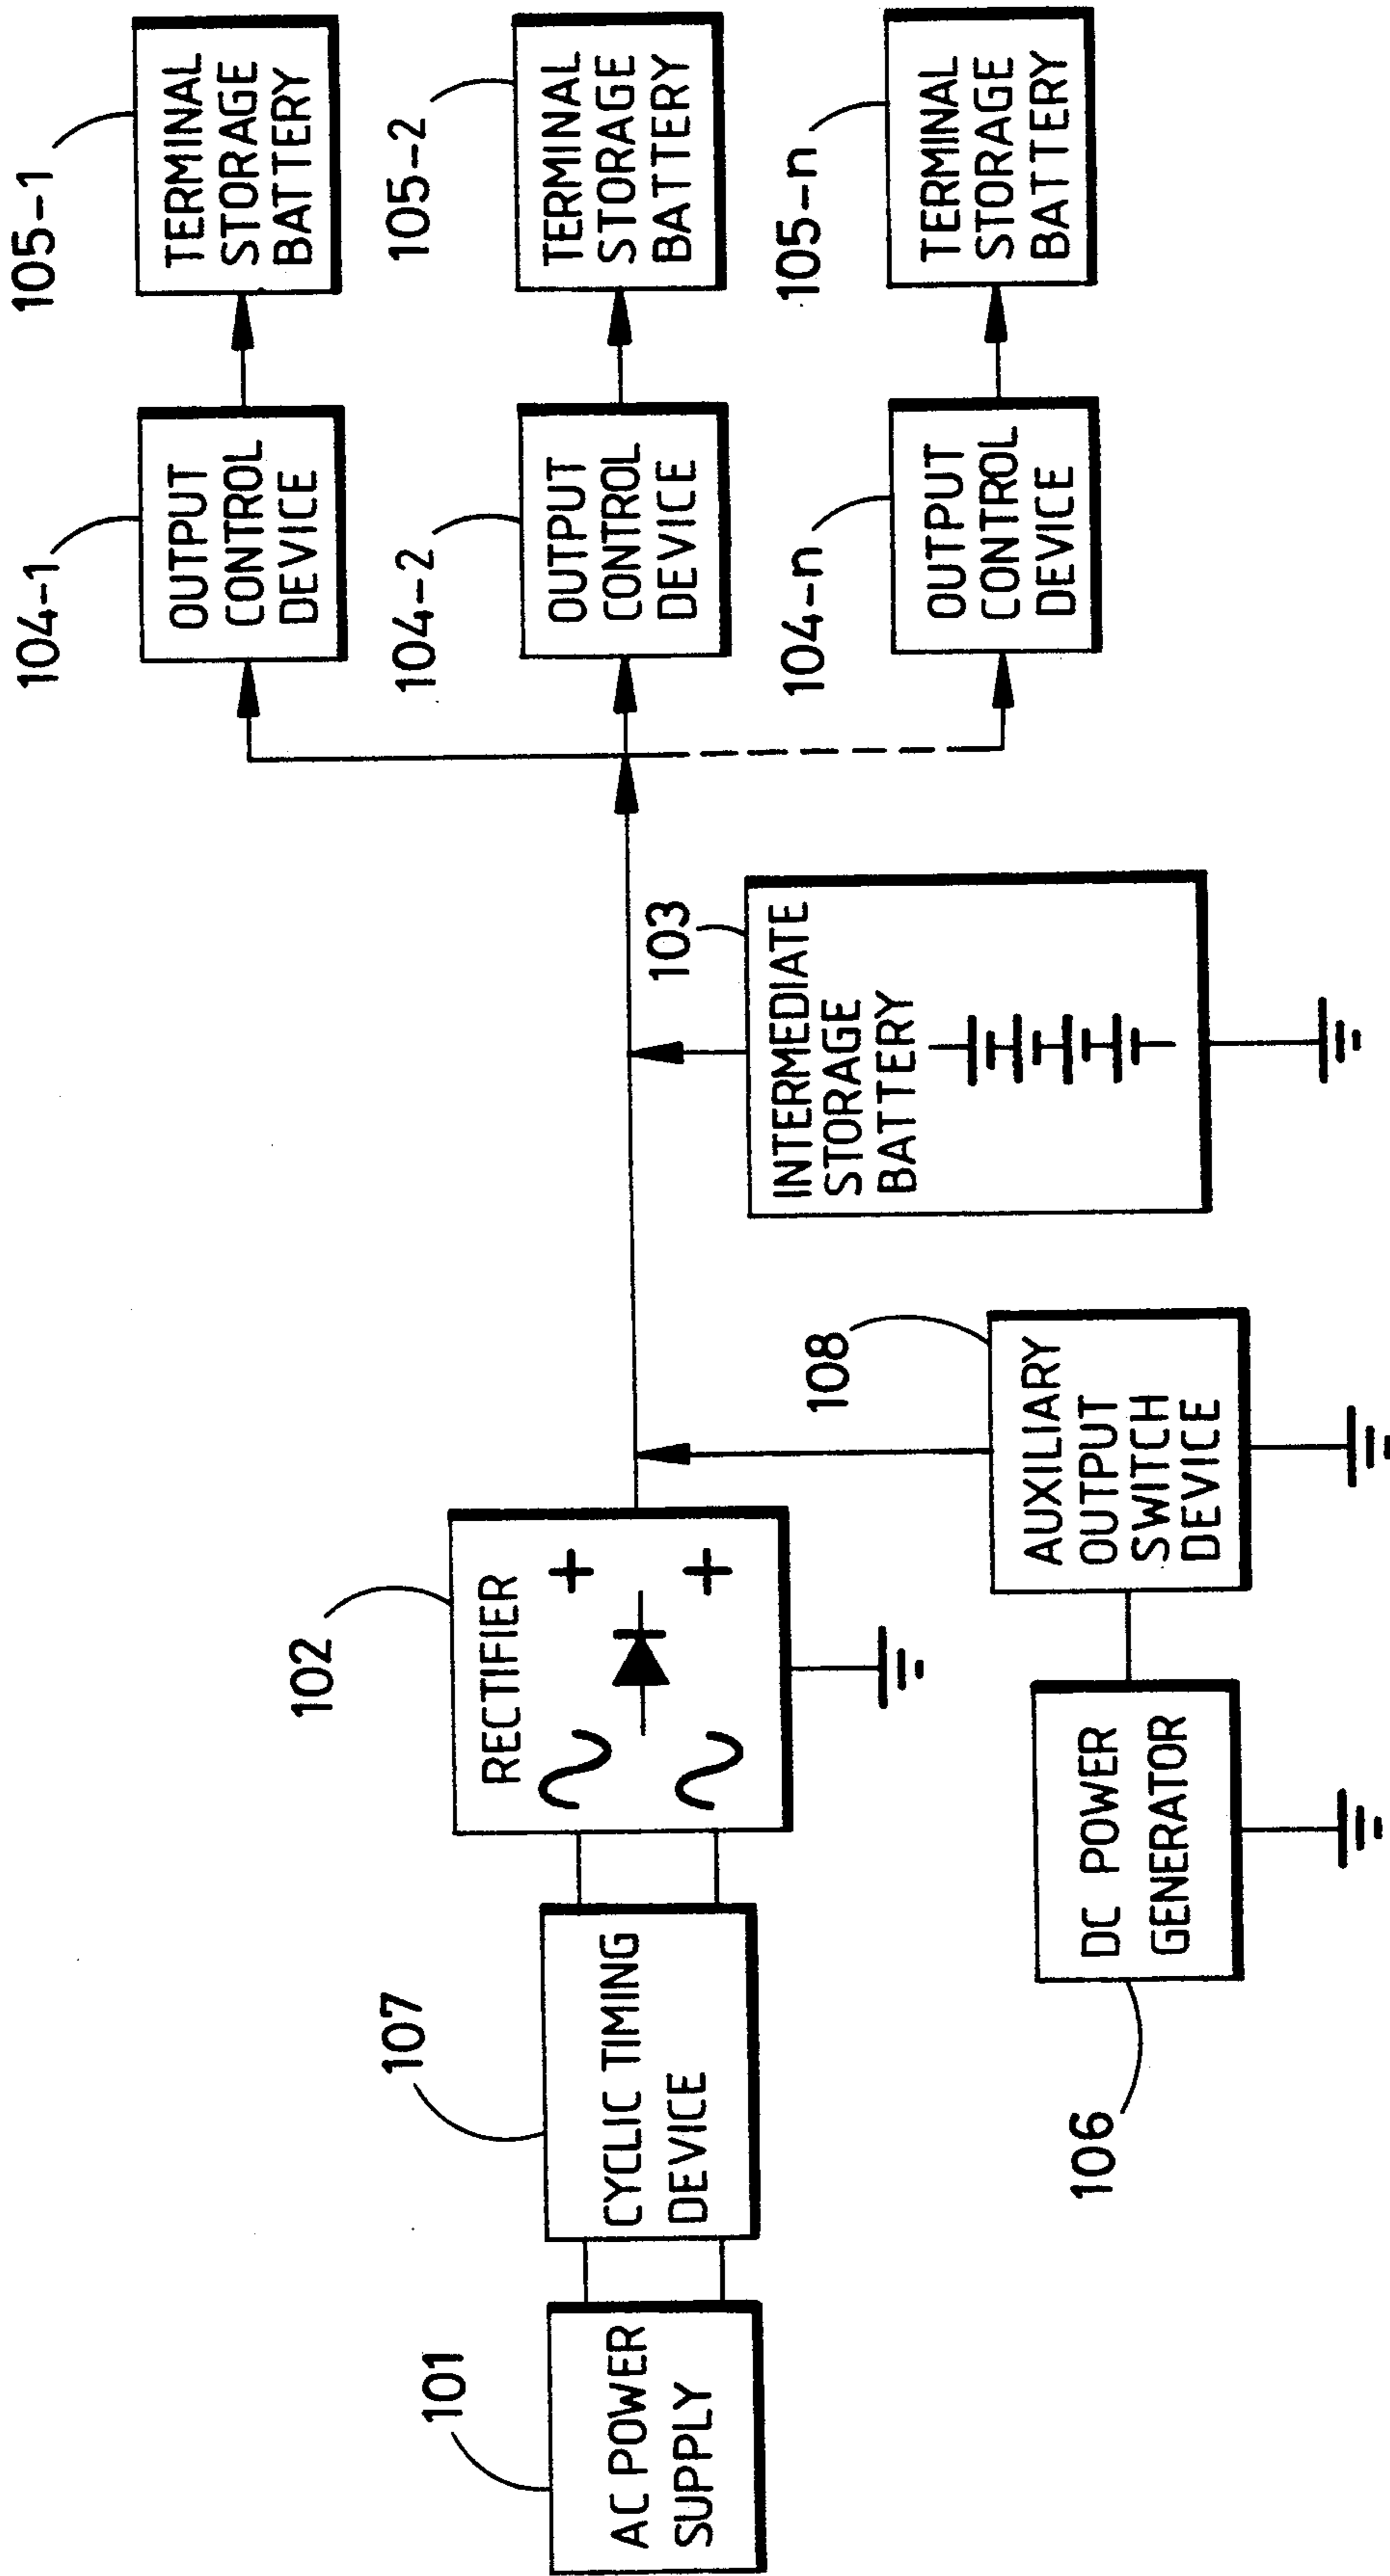 101
AC POWER
SUPPLY
107
CYCLIC TIMING
DEVICE
102
RECTIFIER
106
DC POWER
GENERATOR
108
AUXILIARY
OUTPUT
SWITCH
DEVICE
103
INTERMEDIATE
STORAGE
BATTERY
104-1
OUTPUT
CONTROL
DEVICE
105-1
TERMINAL
STORAGE
BATTERY
104-2
OUTPUT
CONTROL
DEVICE
105-2
TERMINAL
STORAGE
BATTERY
104-n
OUTPUT
CONTROL
DEVICE
105-n
TERMINAL
STORAGE
BATTERY